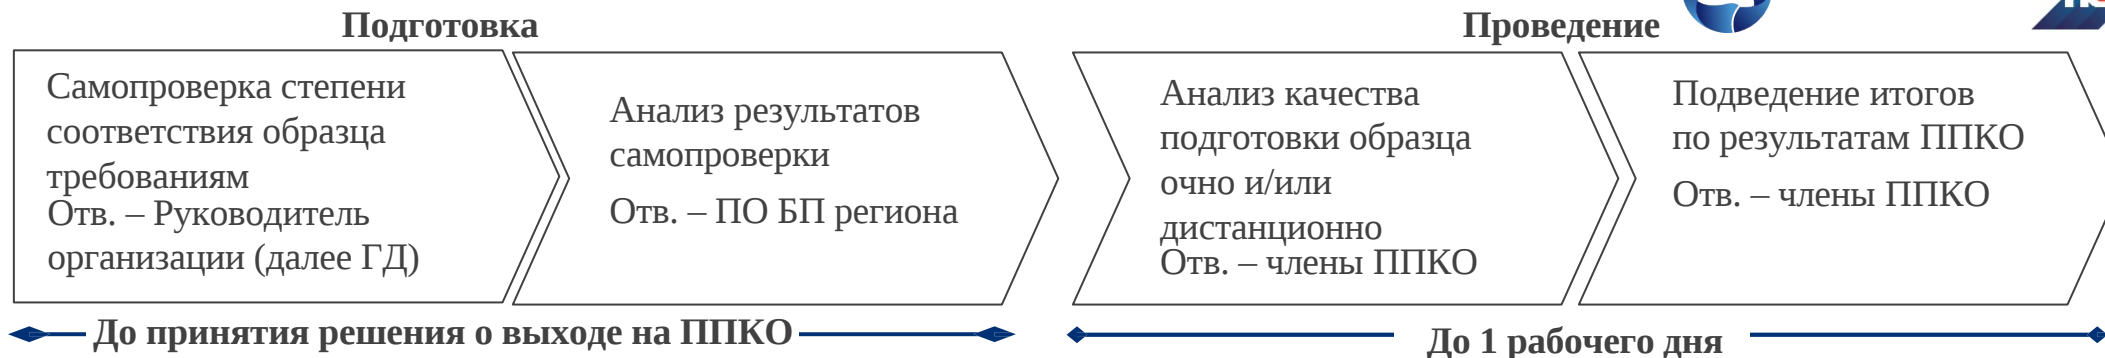 Подготовка
Проведение
Самопроверка степени
соответствия образца
требованиям
Отв. – Руководитель
организации (далее ГД)
Анализ результатов
самопроверки
Отв. – ПО БП региона
Анализ качества
подготовки образца
очно и/или
дистанционно
Отв. – члены ППКО
Подведение итогов
по результатам ППКО
Отв. – члены ППКО
До принятия решения о выходе на ППКО
До 1 рабочего дня